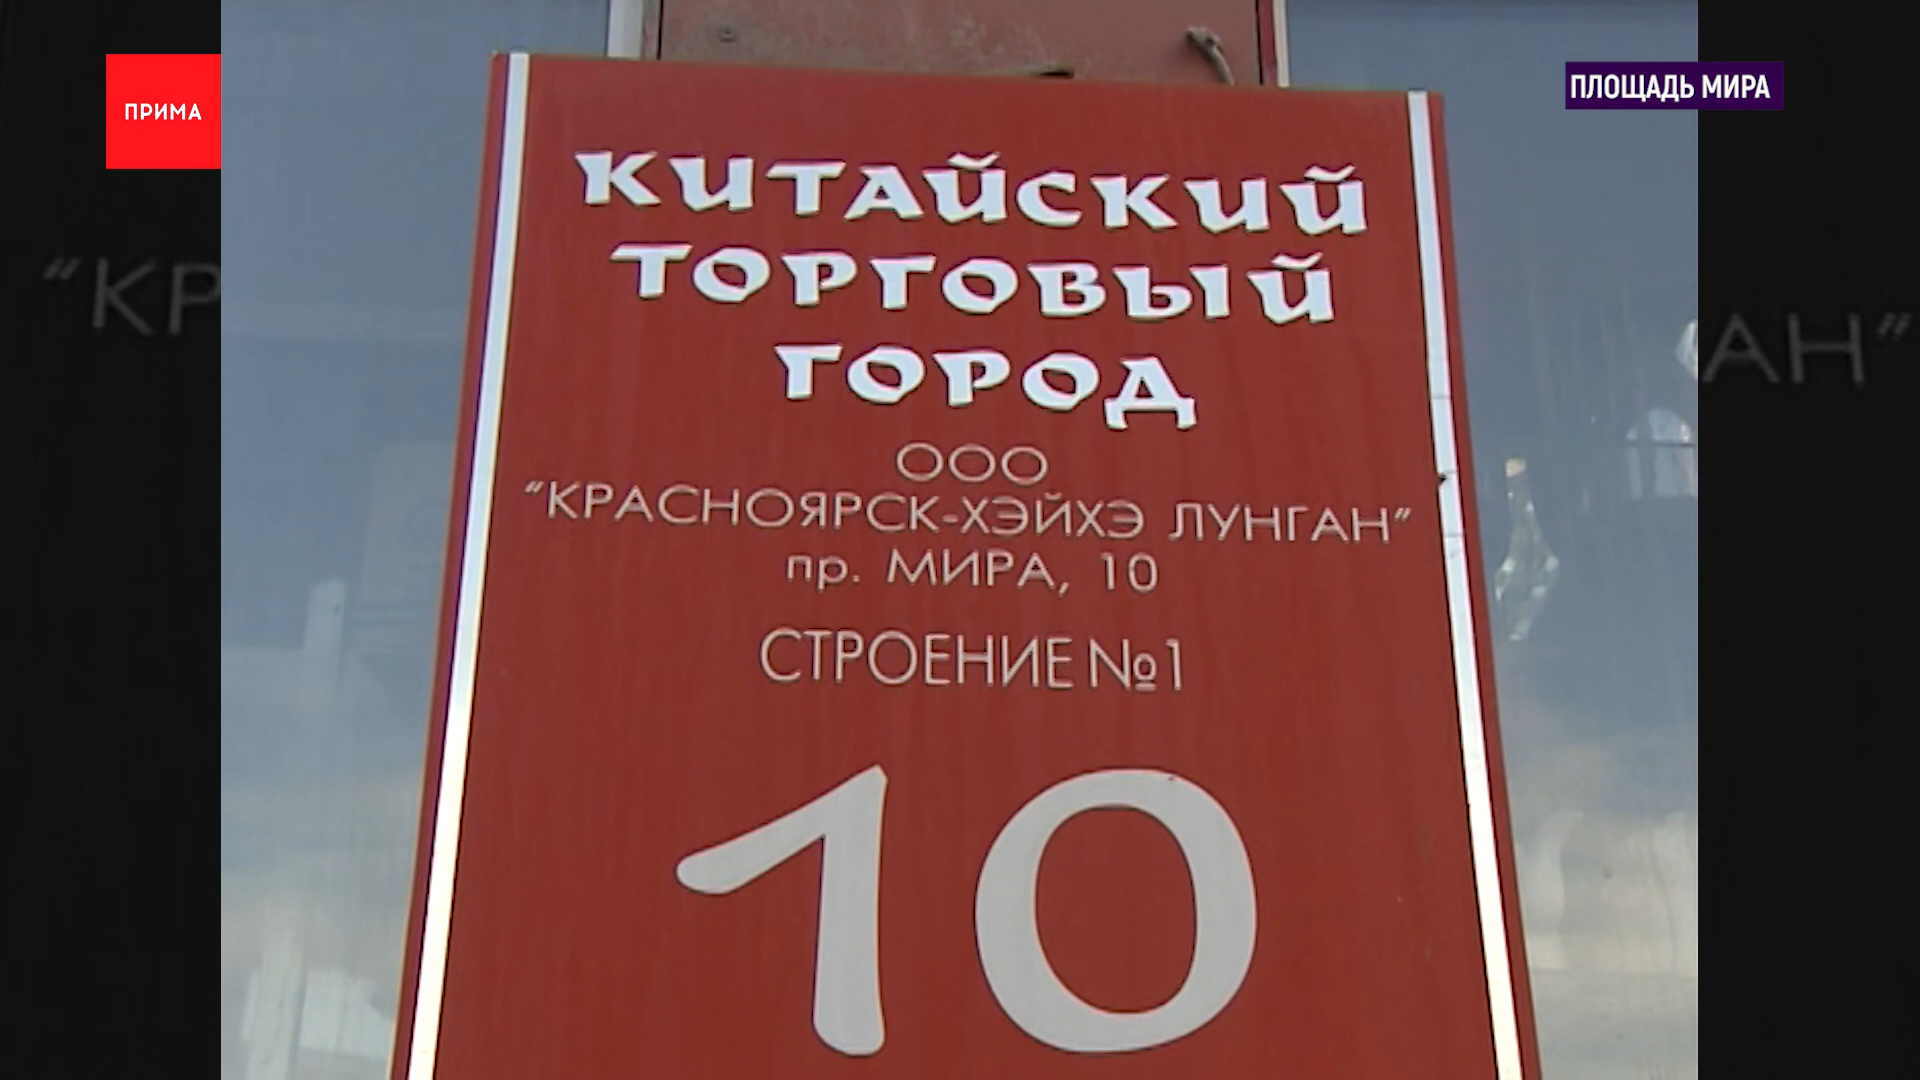 ПРИМА
ПЛОЩАДЬ МИРА
КИТАЙСКИЙ
ТОРГОВЫЙ
ГОРОД
ООО
"КРАСНОЯРСК-ХЭЙХЭ ЛУНГАН"
пр. МИРА, 10
СТРОЕНИЕ №1
10